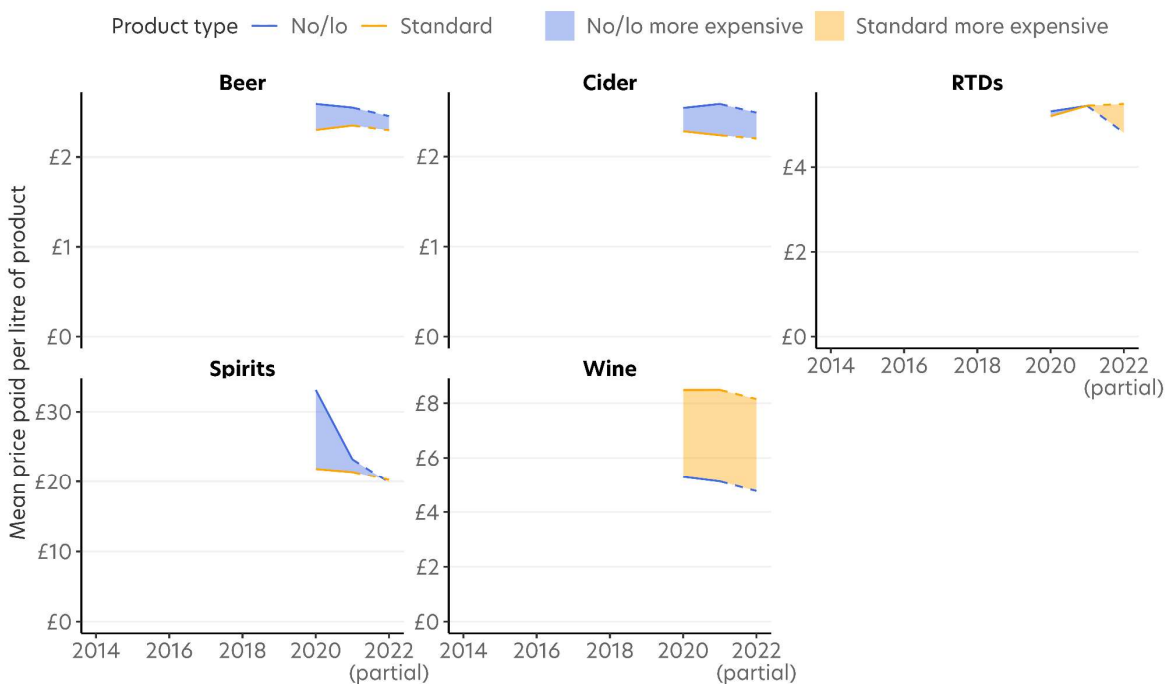 Product type No/lo Standard No/lo more expensive Standard more expensive
Mean price paid per litre of product
Beer
£2
£1
£0
Cider
£2
£1
£0
RTDs
£4
£2
£0
2014 2016 2018 2020 2022
(partial)
Spirits
£30
£20
£10
£0
2014 2016 2018 2020 2022
(partial)
Wine
£8
£6
£4
£2
£0
2014 2016 2018 2020 2022
(partial)